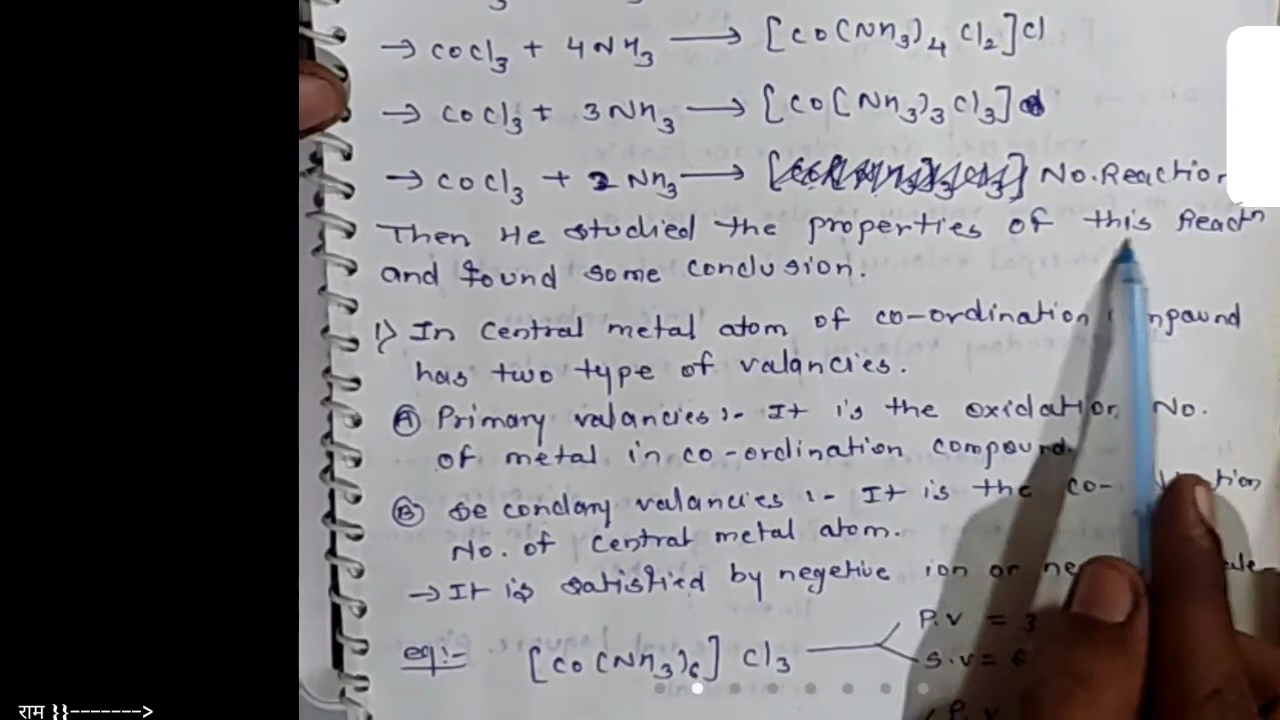 → COCl3 + 4NH3 → [CO(NH3)4 Cl2]Cl
→ COCl3 + 3NH3 → [CO(NH3)3 Cl3]
→ COCl3 + 2 NH3 → No. Reaction
Then He studied the properties of this React^n
and found some conclusion.
1) In Central metal atom of co-ordination
has two type of valancies.
Ⓐ Primary valancies :- It is the oxidation No.
of metal in co-ordination compound.
Ⓑ Secondary valancies :- It is the co-
No. of Central metal atom.
→ It is satisfied by negetive ion or
eg:- [CO(NH3)6] Cl3
P.V = 3
S.V = 6
P.V
राम }}------->